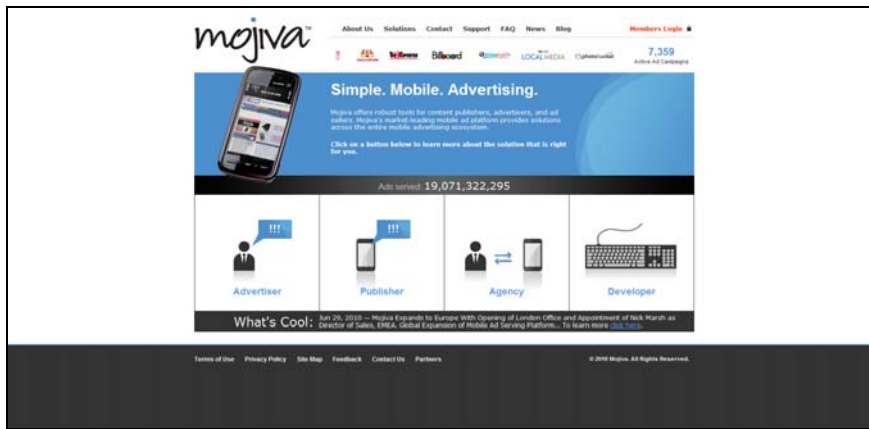 mojiva™
About Us Solutions Contact Support FAQ News Blog
Members Login
Billboard LOCAL MEDIA
7,359
Active Ad Campaigns
Simple. Mobile. Advertising.
Mojiva offers robust tools for content publishers, advertisers, and ad
sellers. Mojiva's market-leading mobile ad platform provides solutions
across the entire mobile advertising ecosystem.
Click on a button below to learn more about the solution that is right
for you.
Ads served: 19,071,322,295
!!!
!!!
Advertiser
Publisher
Agency
Developer
What's Cool: Jun 29, 2010 — Mojiva Expands to Europe With Opening of London Office and Appointment of Nick Marsh as
Director of Sales, EMEA. Global Expansion of Mobile Ad Serving Platform... To learn more click here.
Terms of Use Privacy Policy Site Map Feedback Contact Us Partners
© 2010 Mojiva. All Rights Reserved.